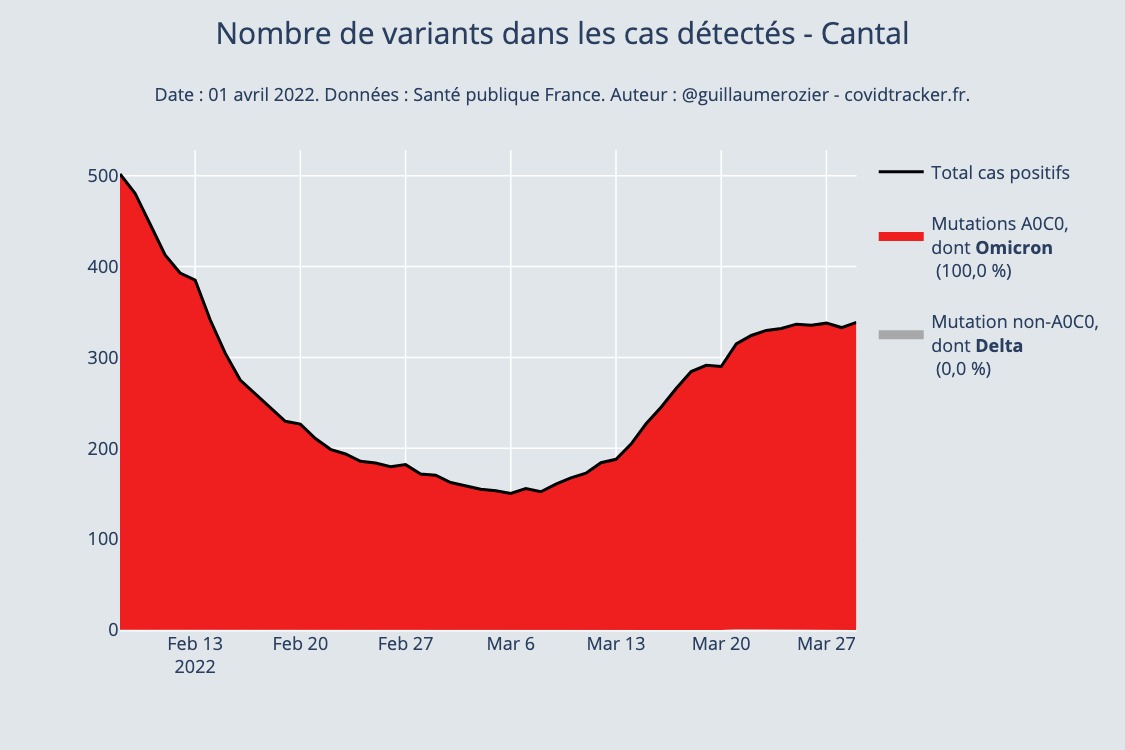 Nombre de variants dans les cas détectés - Cantal
Date : 01 avril 2022. Données : Santé publique France. Auteur : @guillaumerozier - covidtracker.fr.
500
400
300
200
100
0
Feb 13
2022
Feb 20
Feb 27
Mar 6
Mar 13
Mar 20
Mar 27
Total cas positifs
Mutations A0C0,
dont Omicron
(100,0 %)
Mutation non-A0C0,
dont Delta
(0,0 %)